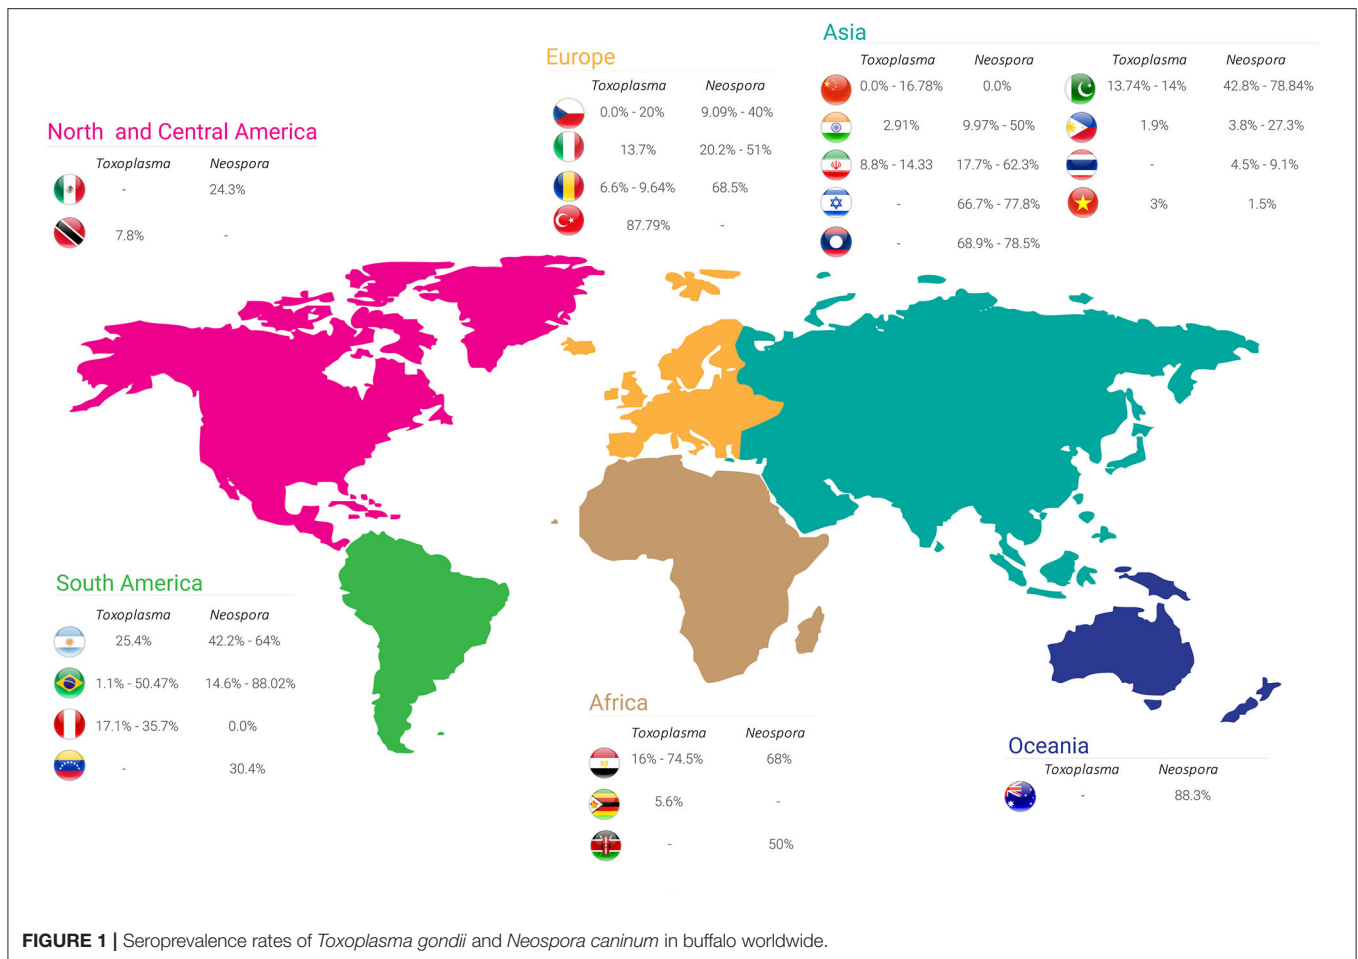 Asia
Toxoplasma Neospora Toxoplasma Neospora
0.0% - 16.78% 0.0% 13.74% - 14% 42.8% - 78.84%
2.91% 9.97% - 50% 1.9% 3.8% - 27.3%
8.8% - 14.33 17.7% - 62.3% - 4.5% - 9.1%
- 66.7% - 77.8% 3% 1.5%
- 68.9% - 78.5%
Europe
Toxoplasma Neospora
0.0% - 20% 9.09% - 40%
13.7% 20.2% - 51%
6.6% - 9.64% 68.5%
87.79% -
North and Central America
Toxoplasma Neospora
- 24.3%
7.8% -
South America
Toxoplasma Neospora
25.4% 42.2% - 64%
1.1% - 50.47% 14.6% - 88.02%
17.1% - 35.7% 0.0%
- 30.4%
Africa
Toxoplasma Neospora
16% - 74.5% 68%
5.6% -
- 50%
Oceania
Toxoplasma Neospora
- 88.3%
FIGURE 1 | Seroprevalence rates of Toxoplasma gondii and Neospora caninum in buffalo worldwide.